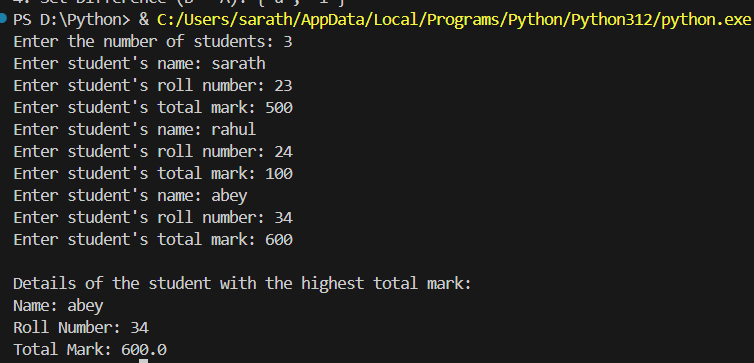 4. Set Difference (B - A): {'d', 'i'}
PS D:\Python> & C:/Users/sarath/AppData/Local/Programs/Python/Python312/python.exe
Enter the number of students: 3
Enter student's name: sarath
Enter student's roll number: 23
Enter student's total mark: 500
Enter student's name: rahul
Enter student's roll number: 24
Enter student's total mark: 100
Enter student's name: abey
Enter student's roll number: 34
Enter student's total mark: 600
Details of the student with the highest total mark:
Name: abey
Roll Number: 34
Total Mark: 600.0